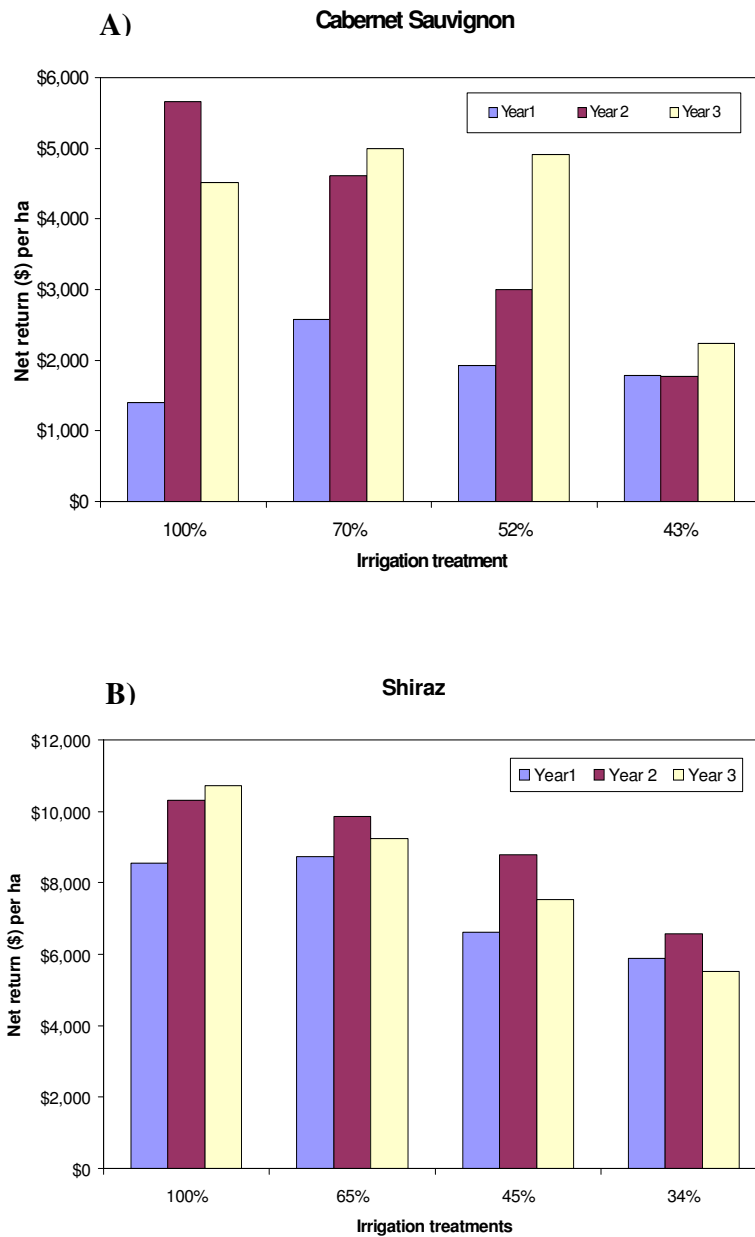 A)
Cabernet Sauvignon
$6,000
$5,000
$4,000
$3,000
$2,000
$1,000
$0
Net return ($) per ha
Year1 Year 2 Year 3
100% 70% 52% 43%
Irrigation treatment
B)
Shiraz
$12,000
$10,000
$8,000
$6,000
$4,000
$2,000
$0
Net return ($) per ha
Year1 Year 2 Year 3
100% 65% 45% 34%
Irrigation treatments